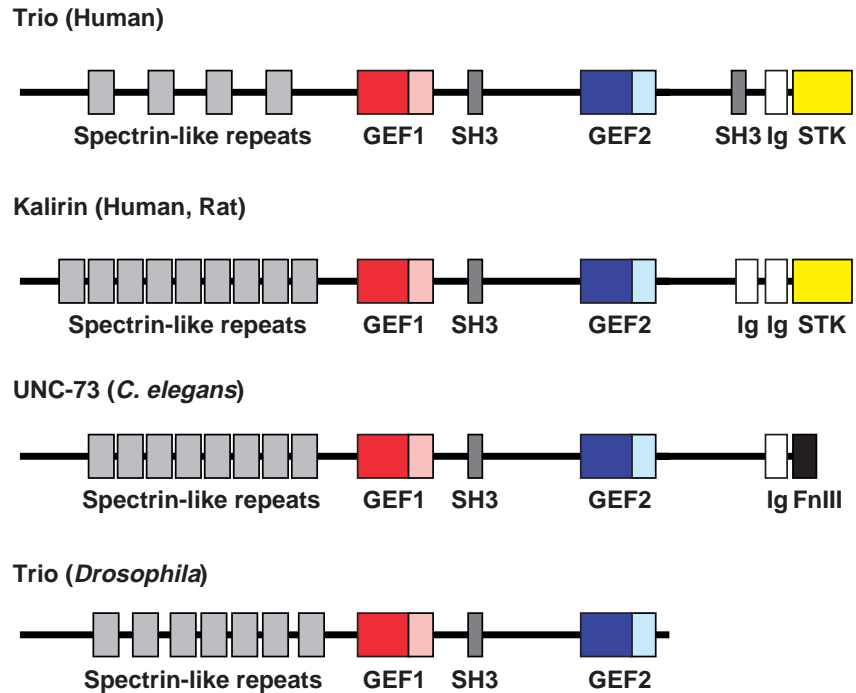 Trio (Human)
Spectrin-like repeats GEF1 SH3 GEF2 SH3 Ig STK
Kalirin (Human, Rat)
Spectrin-like repeats GEF1 SH3 GEF2 Ig Ig STK
UNC-73 (C. elegans)
Spectrin-like repeats GEF1 SH3 GEF2 Ig FnIII
Trio (Drosophila)
Spectrin-like repeats GEF1 SH3 GEF2